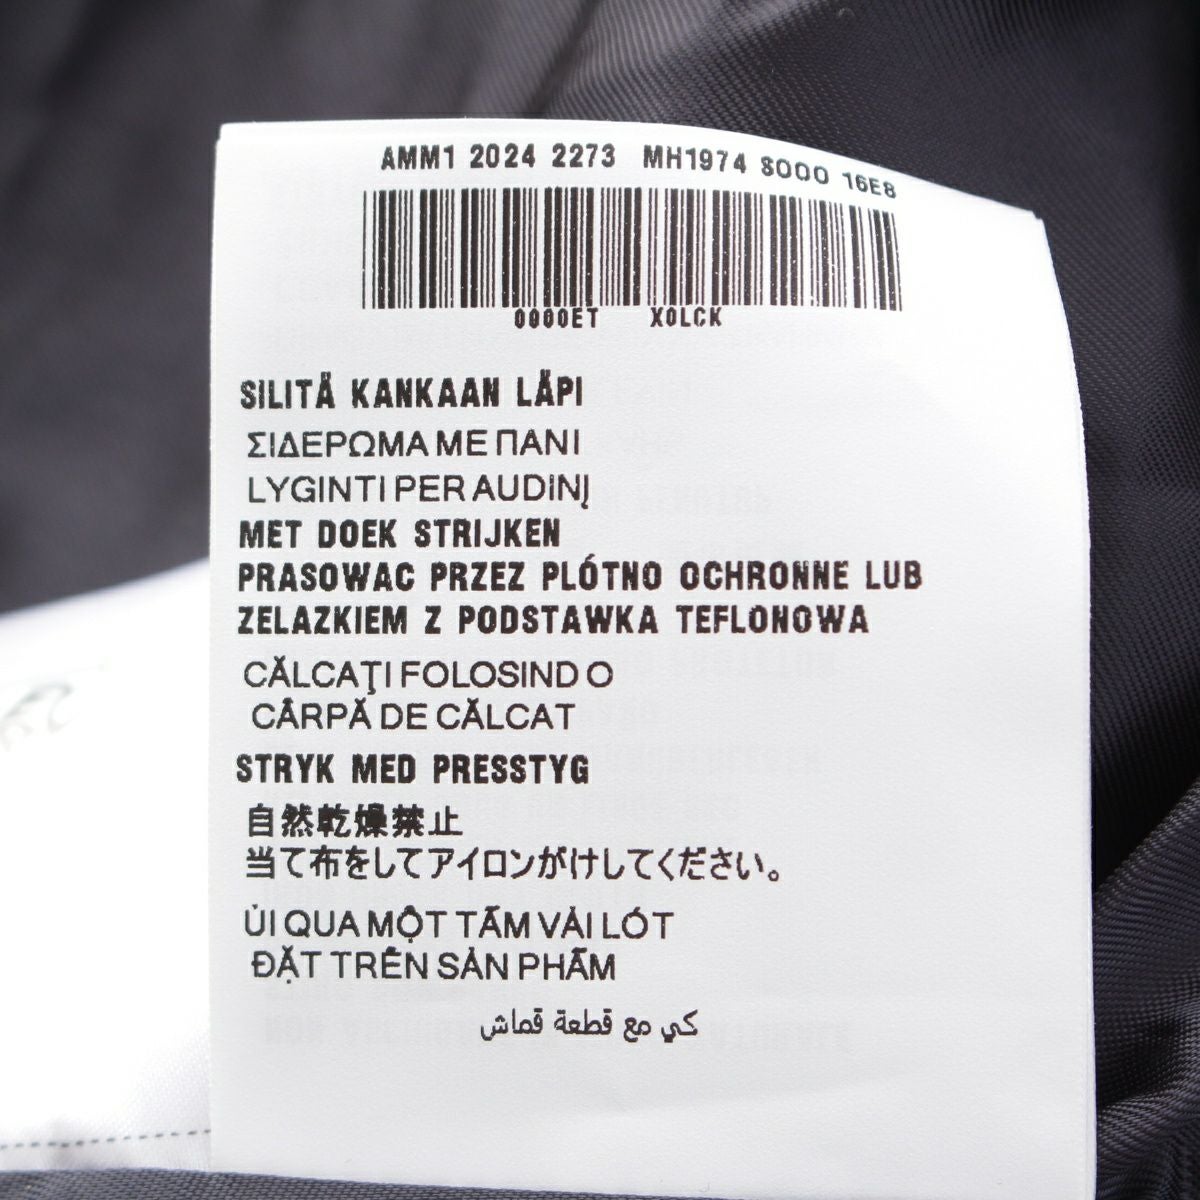 AMM1 2024 2273 MH1974 S000 16E8
0000ET X0LCK
SILITÄ KANKAAN LÄPI
ΣΙΔΕΡΩΜΑ ΜΕ ΠΑΝΙ
LYGINTI PER AUDINĮ
MET DOEK STRIJKEN
PRASOWAC PRZEZ PLÓTNO OCHRONNE LUB
ZELAZKIEM Z PODSTAWKA TEFLONOWA
CĂLCAŢI FOLOSIND O
CÂRPĂ DE CĂLCAT
STRYK MED PRESSTYG
自然乾燥禁止
当て布をしてアイロンがけしてください。
ỦI QUA MỘT TẤM VẢI LÓT
ĐẶT TRÊN SẢN PHẨM
كي مع قطعة قماش